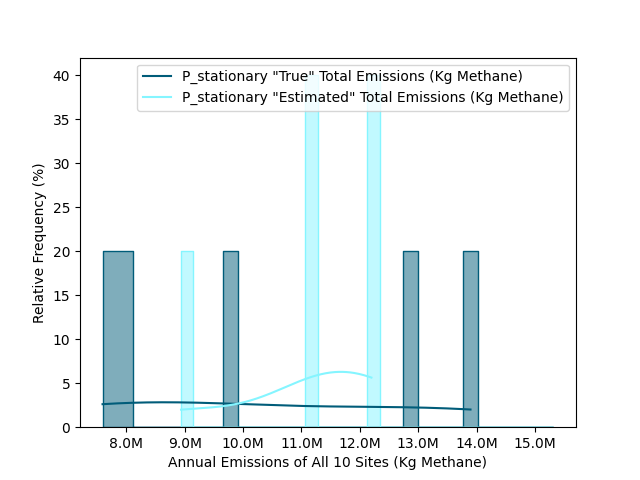 P_stationary "True" Total Emissions (Kg Methane)
P_stationary "Estimated" Total Emissions (Kg Methane)
40
35
30
25
20
15
10
5
0
Relative Frequency (%)
8.0M 9.0M 10.0M 11.0M 12.0M 13.0M 14.0M 15.0M
Annual Emissions of All 10 Sites (Kg Methane)